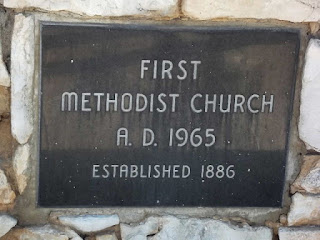 FIRST
METHODIST CHURCH
A. D. 1965
ESTABLISHED 1886